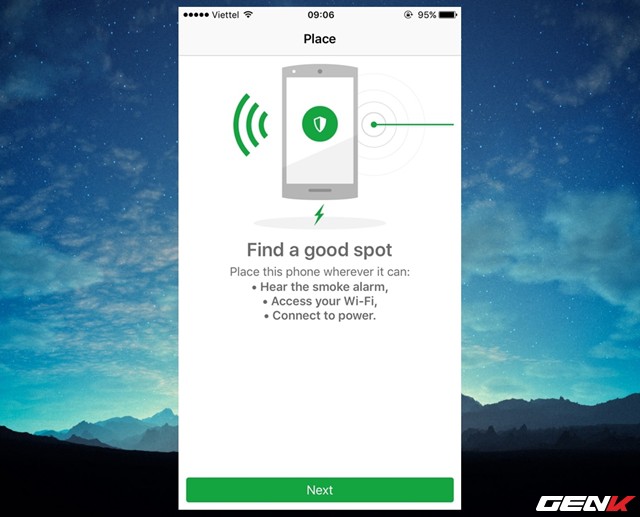 ●●●●● Viettel 09:06 95%
Place
Find a good spot
Place this phone wherever it can:
• Hear the smoke alarm,
• Access your Wi-Fi,
• Connect to power.
Next
GENK